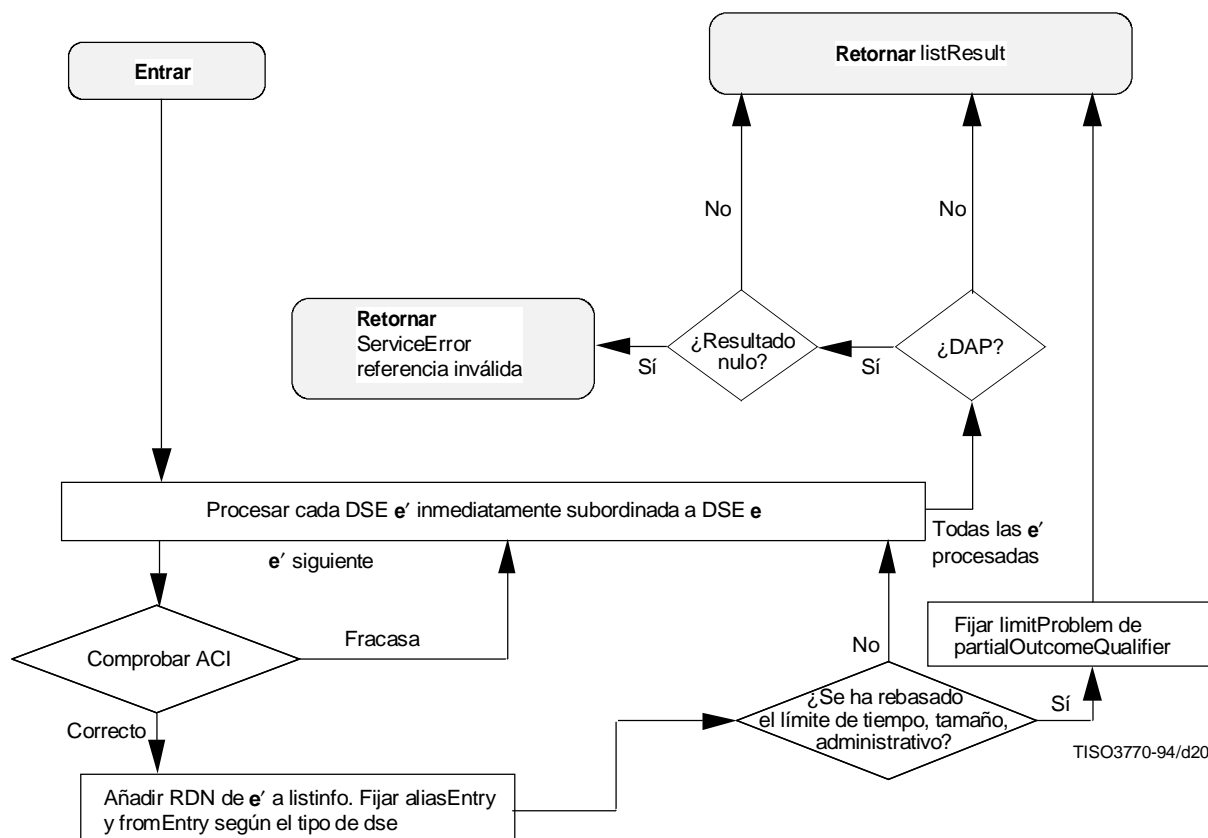 Entrar
Retornar listResult
No
No
Retornar
ServiceError
referencia inválida
Sí
¿Resultado
nulo?
Sí
¿DAP?
Procesar cada DSE e′ inmediatamente subordinada a DSE e
e′ siguiente
Todas las e′
procesadas
Comprobar ACI
Fracasa
No
Fijar limitProblem de
partialOutcomeQualifier
Correcto
¿Se ha rebasado
el límite de tiempo, tamaño,
administrativo?
Sí
TISO3770-94/d20
Añadir RDN de e′ a listinfo. Fijar aliasEntry
y fromEntry según el tipo de dse